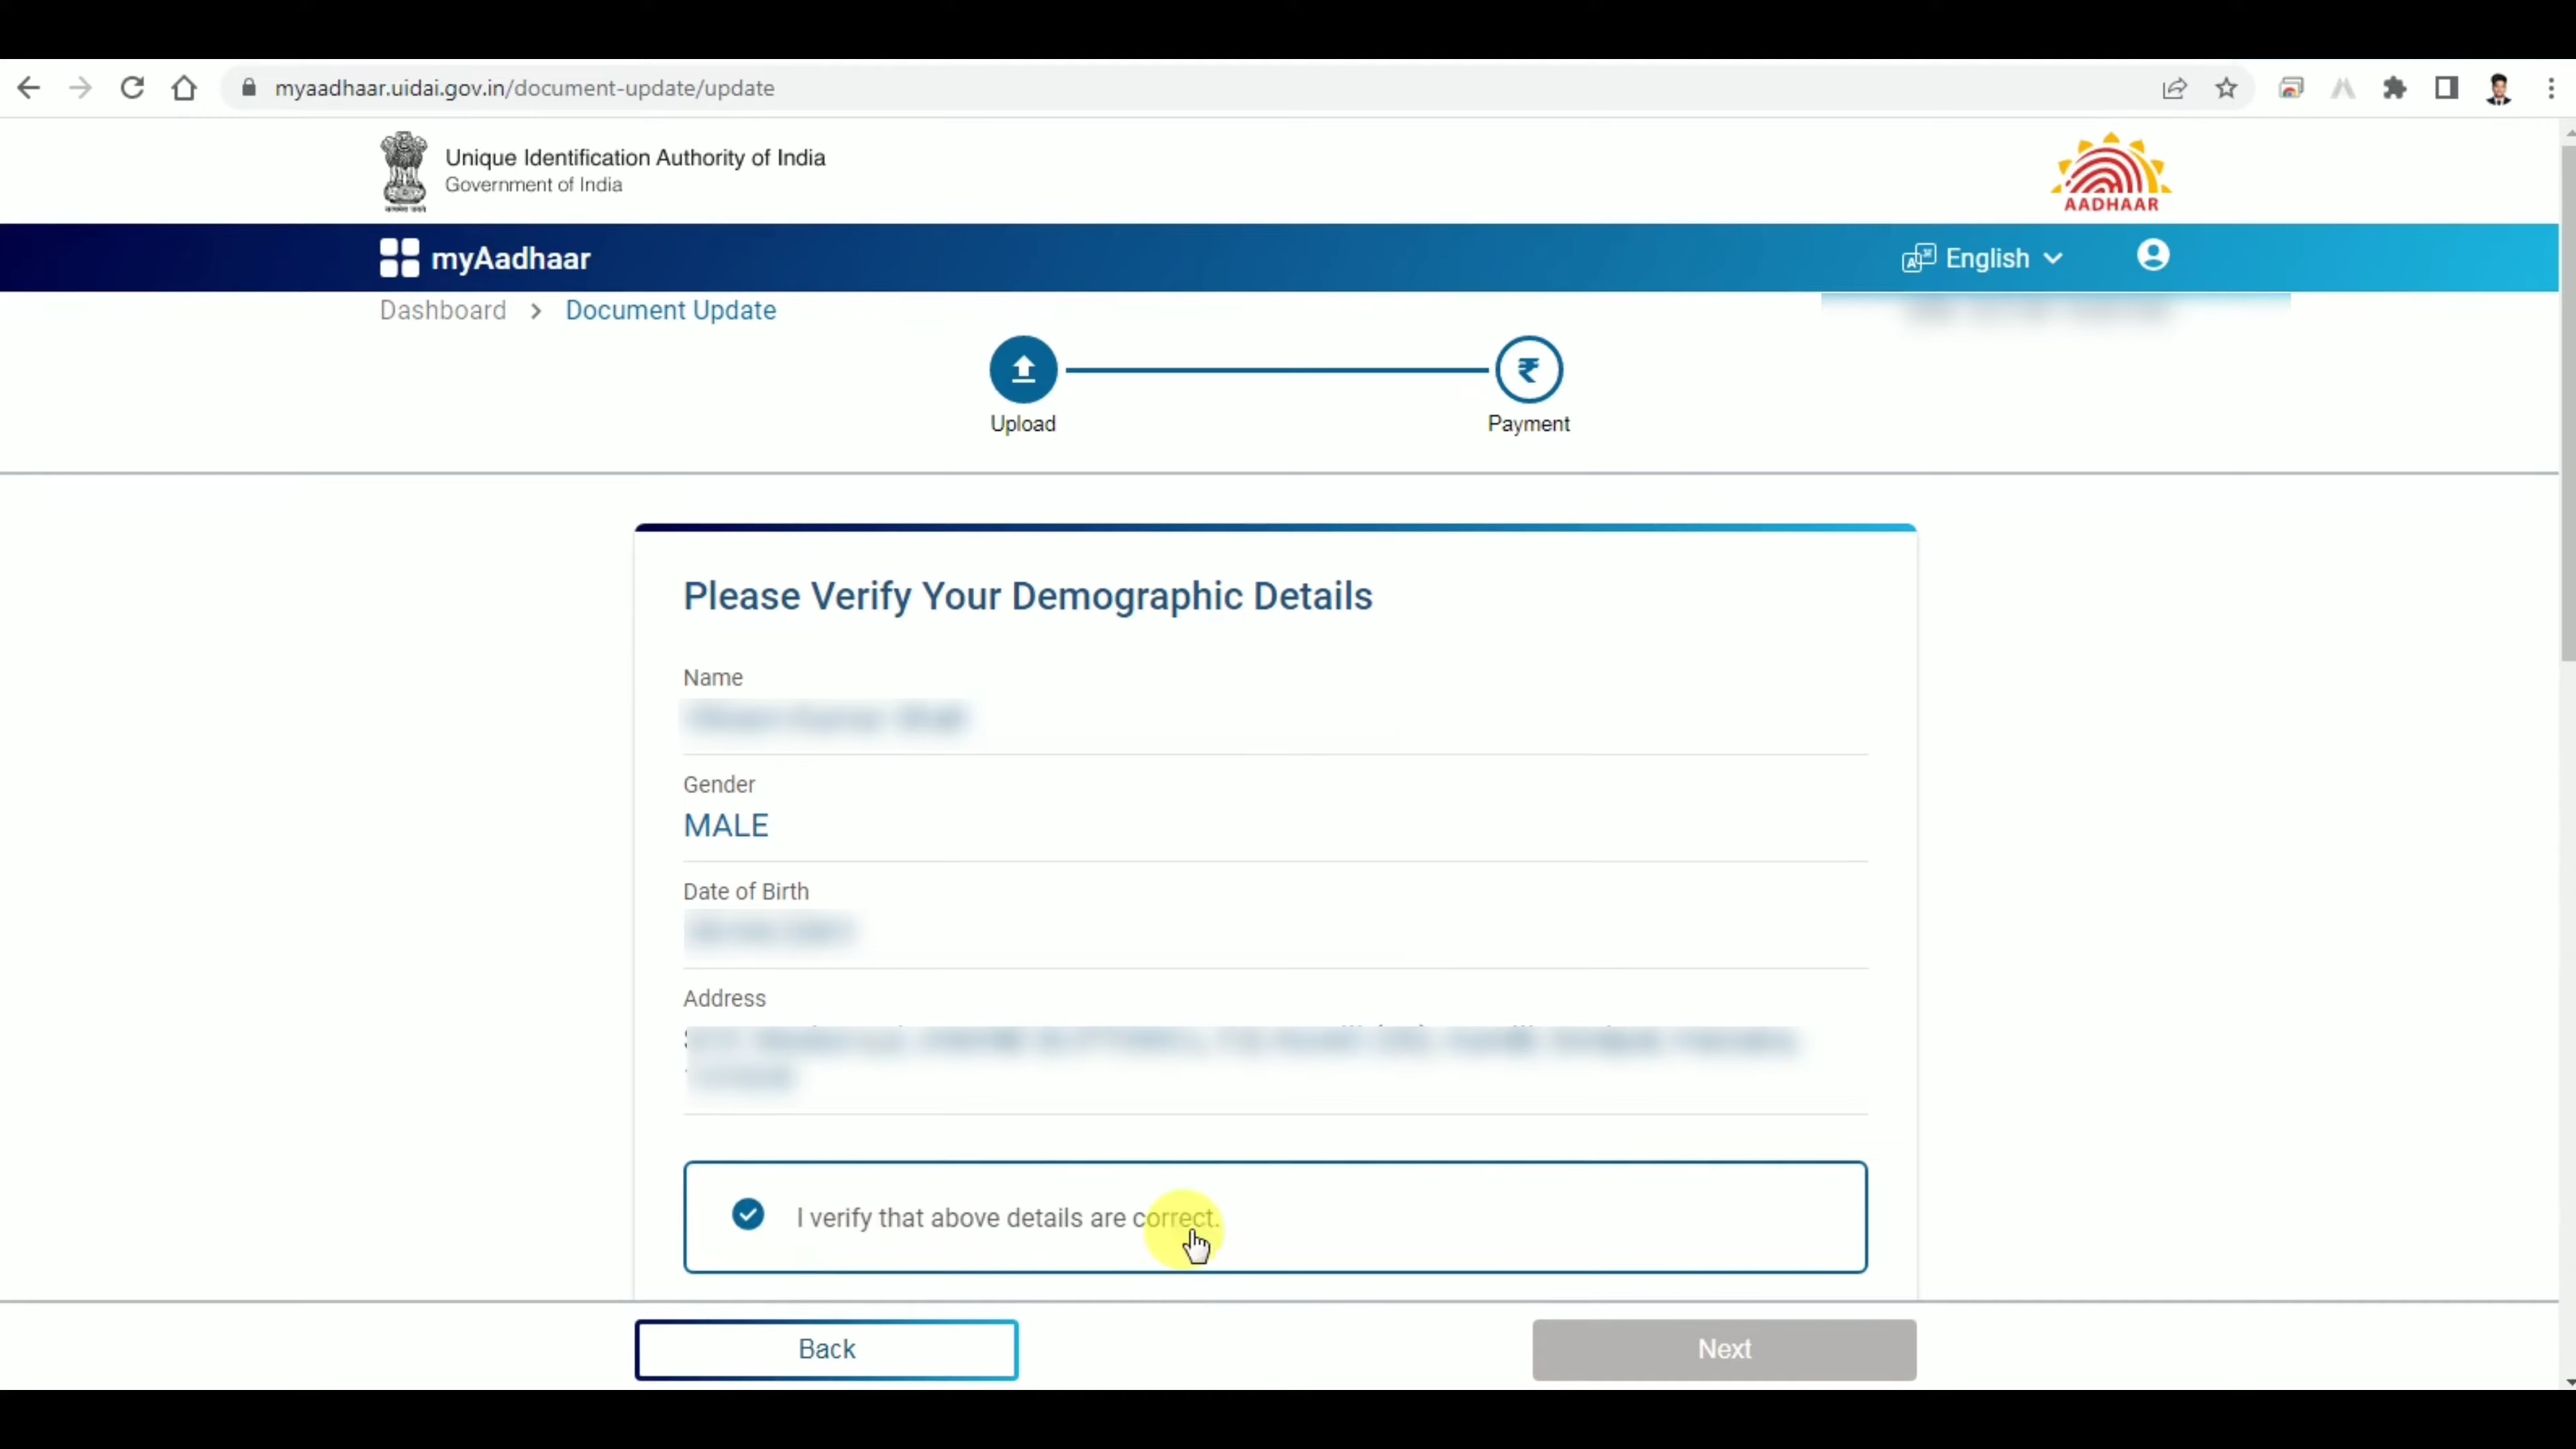 myaadhaar.uidai.gov.in/document-update/update
Unique Identification Authority of India
Government of India
AADHAAR
myAadhaar
English
Dashboard > Document Update
Upload
Payment
Please Verify Your Demographic Details
Name
Gender
MALE
Date of Birth
Address
I verify that above details are correct.
Back
Next